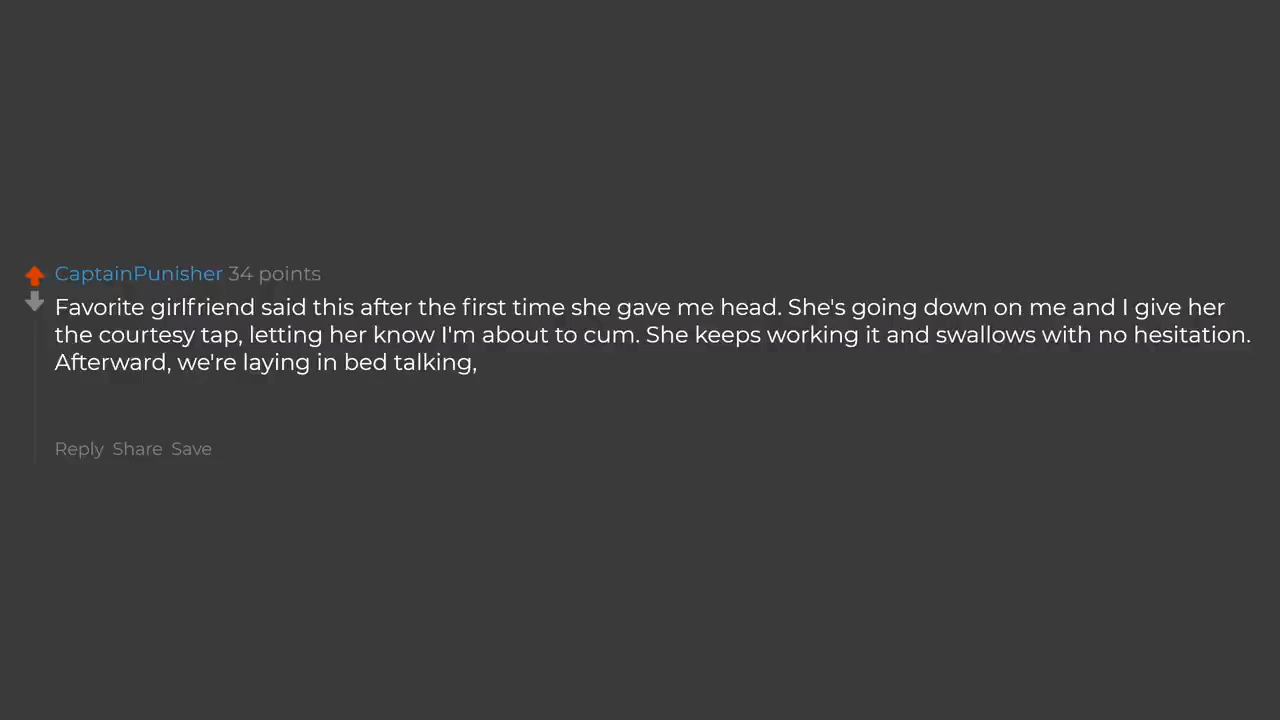 CaptainPunisher 34 points
Favorite girlfriend said this after the first time she gave me head. She's going down on me and I give her
the courtesy tap, letting her know I'm about to cum. She keeps working it and swallows with no hesitation.
Afterward, we're laying in bed talking,
Reply Share Save